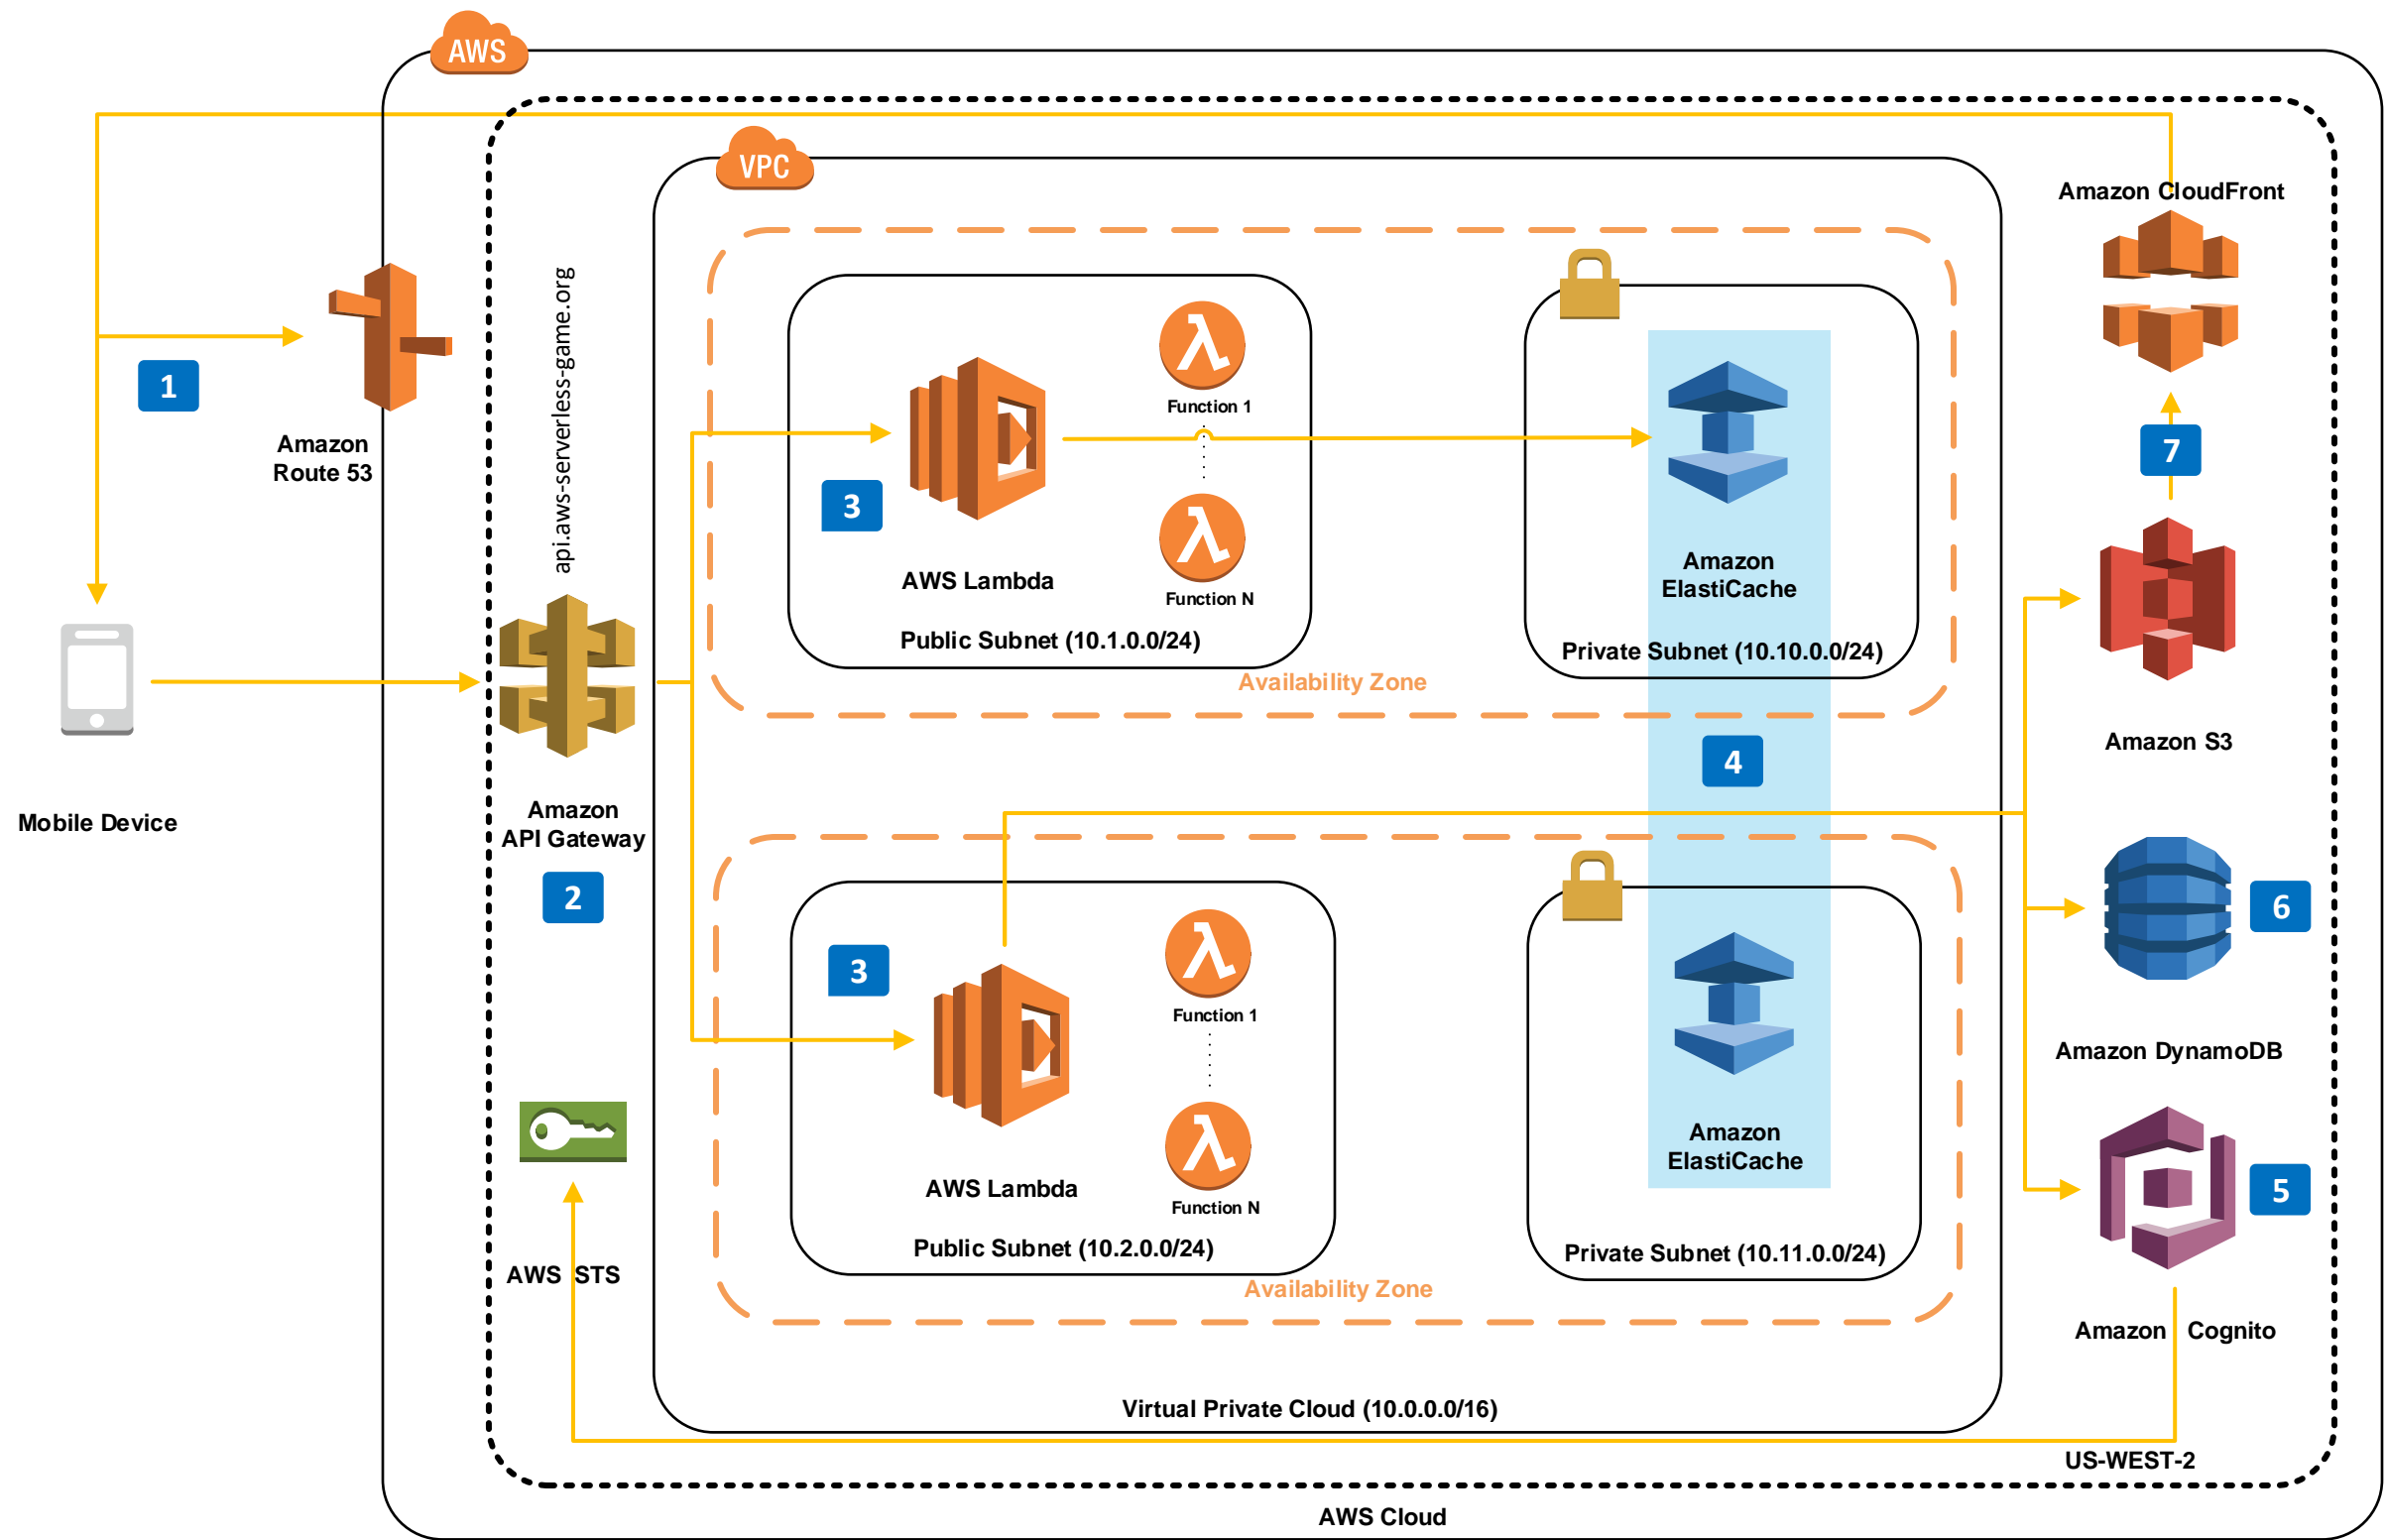 AWS
VPC
Amazon CloudFront
api.aws-serverless-game.org
1
Amazon
Route 53
Function 1
3
AWS Lambda
Function N
Public Subnet (10.1.0.0/24)
Amazon
ElastiCache
Private Subnet (10.10.0.0/24)
Availability Zone
7
Amazon S3
4
Mobile Device
Amazon
API Gateway
2
3
Function 1
AWS Lambda
Function N
Public Subnet (10.2.0.0/24)
Amazon
ElastiCache
Private Subnet (10.11.0.0/24)
Availability Zone
6
Amazon DynamoDB
5
Amazon Cognito
AWS STS
Virtual Private Cloud (10.0.0.0/16)
US-WEST-2
AWS Cloud